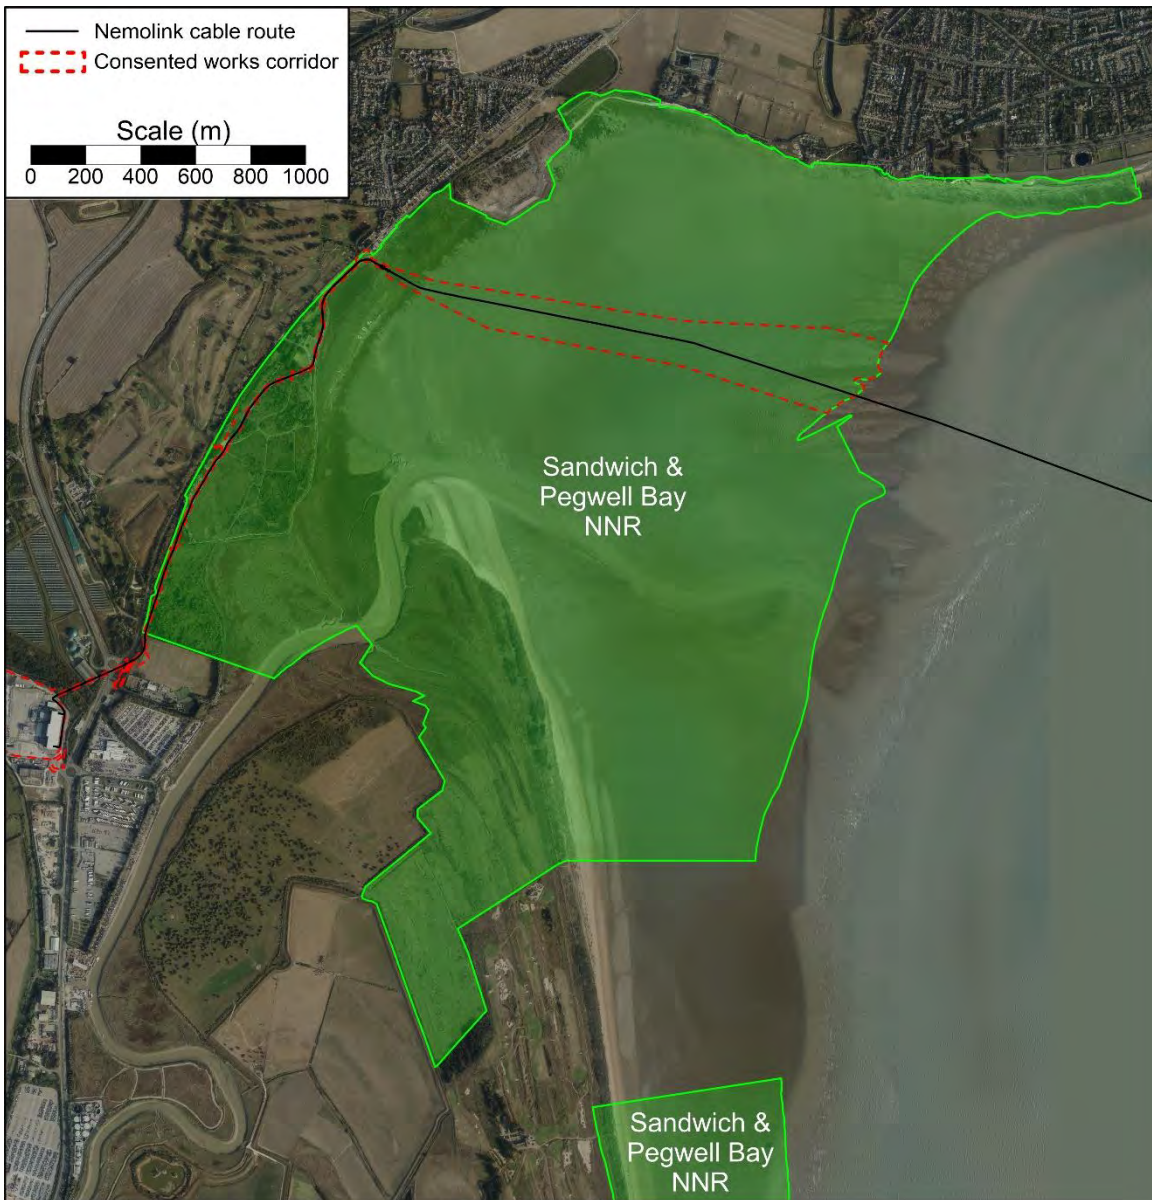 Nemolink cable route
Consented works corridor
Scale (m)
0 200 400 600 800 1000
Sandwich &
Pegwell Bay
NNR
Sandwich &
Pegwell Bay
NNR